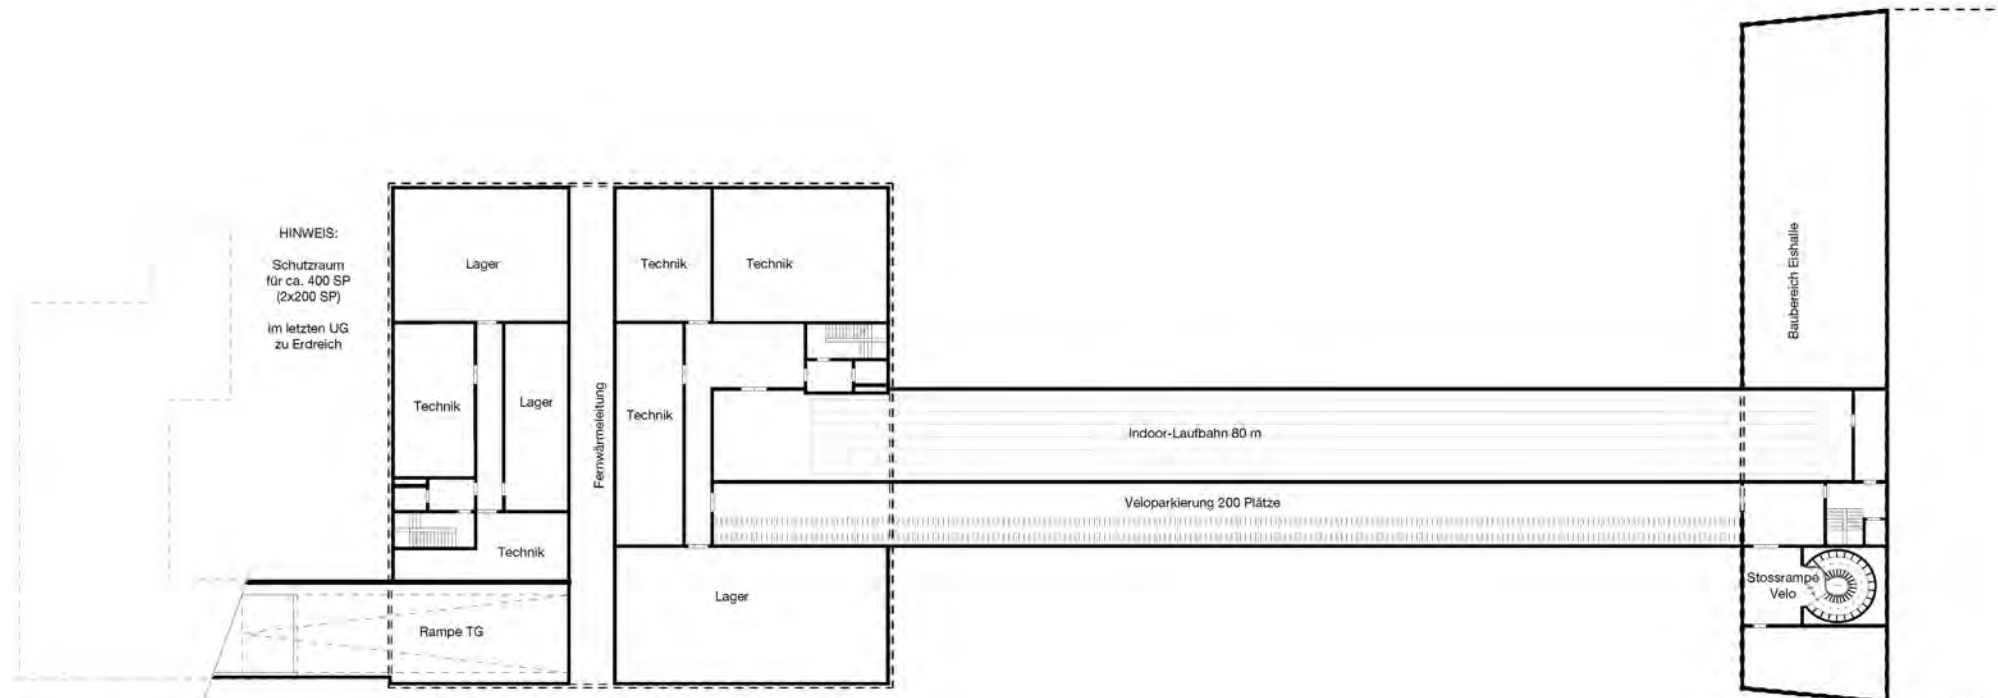 HINWEIS:
Schutzraum
für ca. 400 SP
(2x200 SP)
im letzten UG
zu Erdreich
Lager
Technik
Technik
Technik
Lager
Fernwärmeleitung
Technik
Technik
Lager
Rampe TG
Indoor-Laufbahn 80 m
Veloparkierung 200 Plätze
Baubereich Eishalle
Stossrampe
Velo